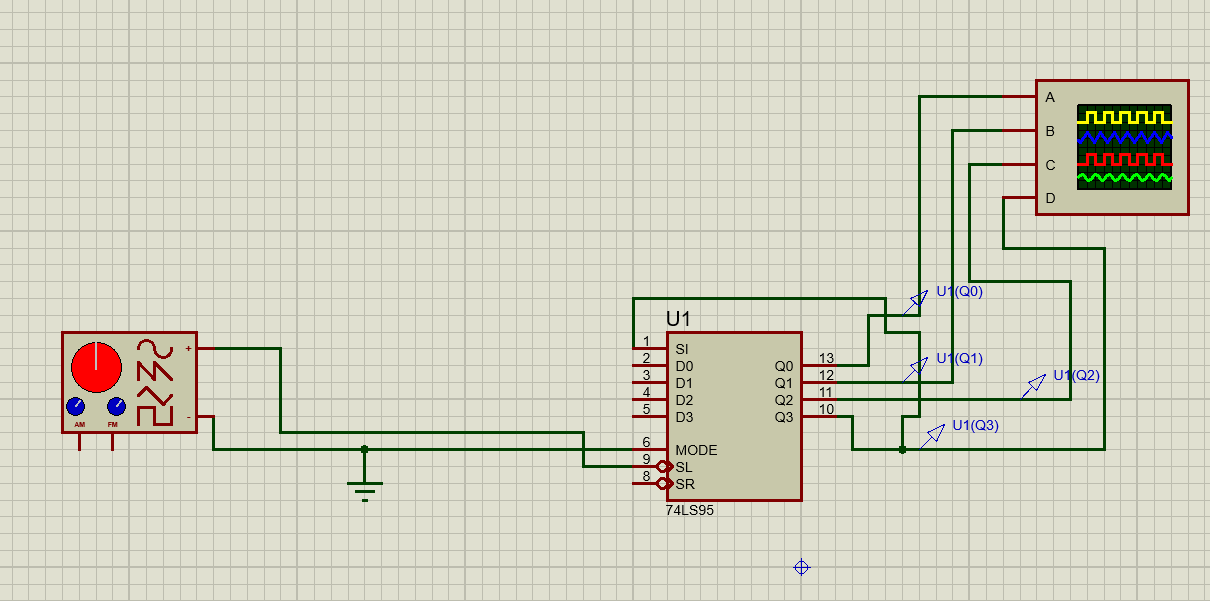 A
B
C
D
U1(Q0)
U1
1 SI
2 D0
3 D1
4 D2
5 D3
6 MODE
9 SL
8 SR
Q0 13
Q1 12
Q2 11
Q3 10
74LS95
U1(Q1)
U1(Q2)
U1(Q3)
+
-
AM FM